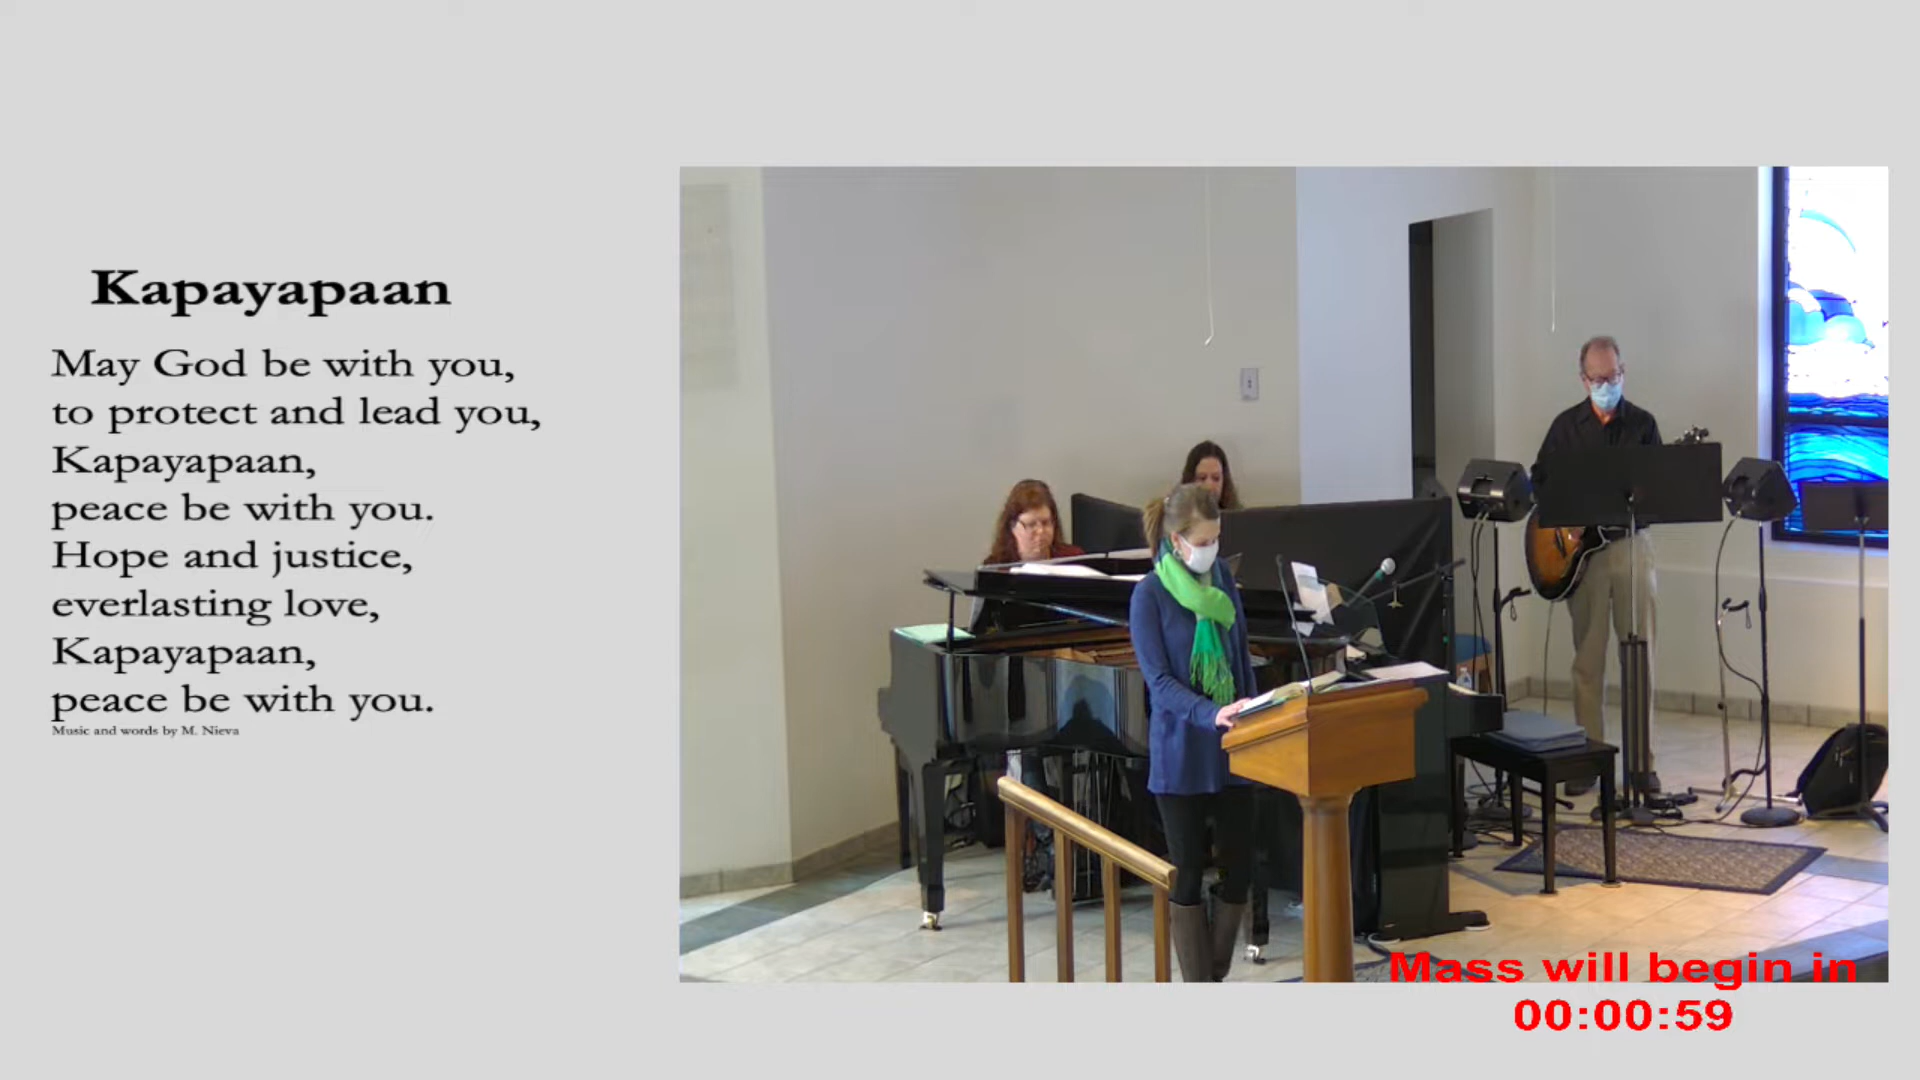 Kapayapaan
May God be with you,
to protect and lead you,
Kapayapaan,
peace be with you.
Hope and justice,
everlasting love,
Kapayapaan,
peace be with you.
Music and words by M. Nieva
Mass will begin in
00:00:59